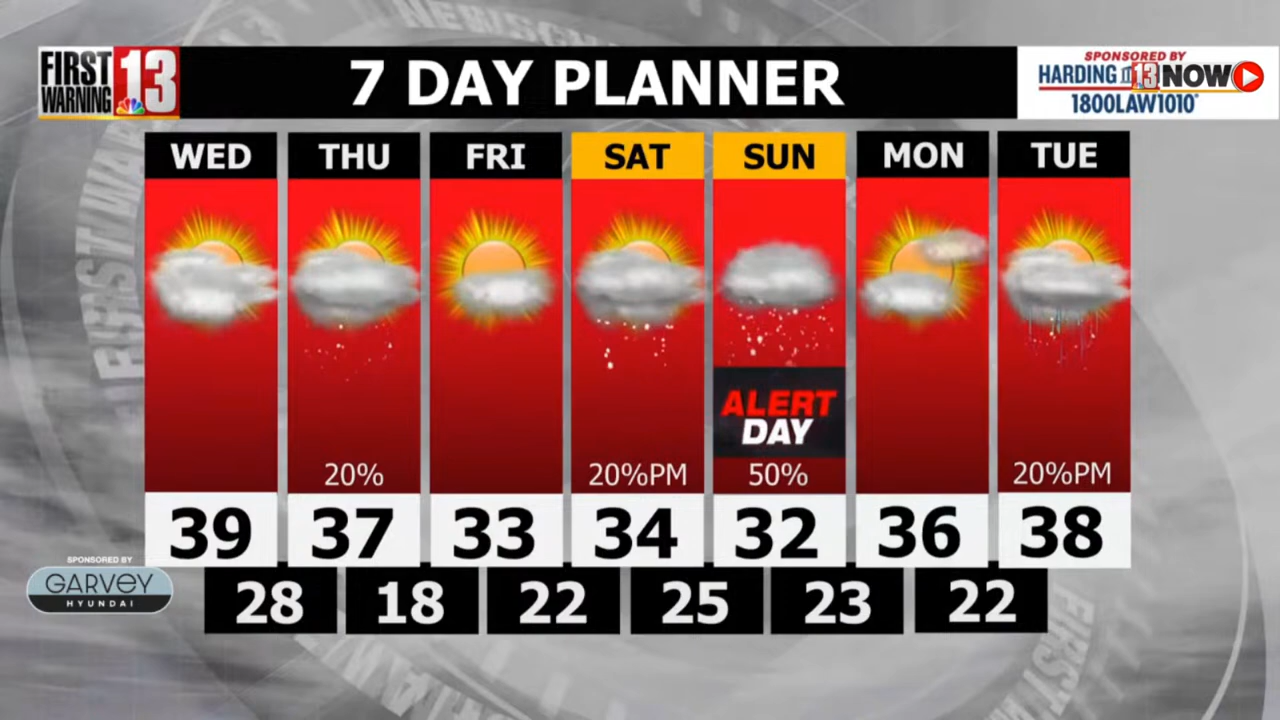 FIRST
WARNING
13
7 DAY PLANNER
SPONSORED BY
HARDING
13 NOW
1800LAW1010
WED THU FRI SAT SUN MON TUE
ALERT
DAY
20% 20%PM 50% 20%PM
39 37 33 34 32 36 38
28 18 22 25 23 22
SPONSORED BY
GARVEY
HYUNDAI